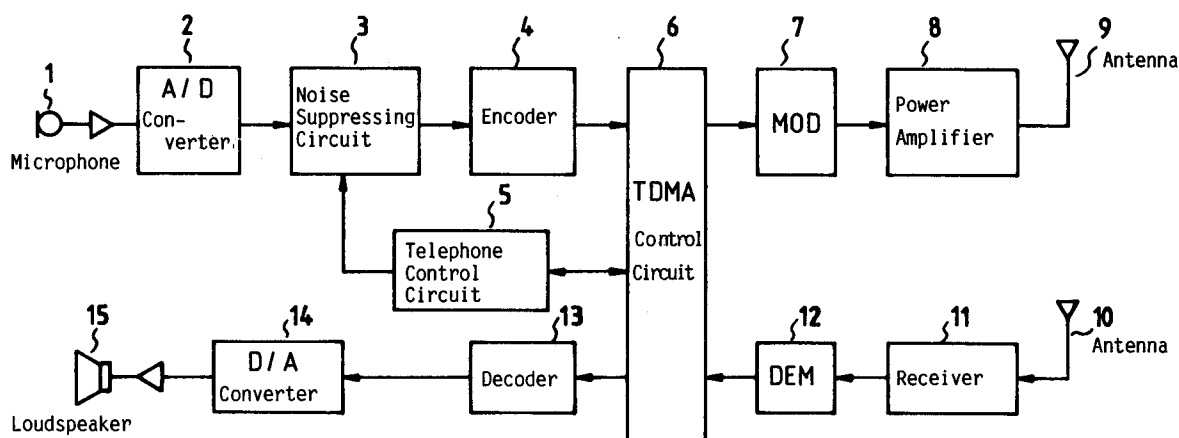 1
2
3
4
6
7
8
9
Antenna
A/D
Con-
verter
Noise
Suppressing
Circuit
Encoder
MOD
Power
Amplifier
Microphone
5
Telephone
Control
Circuit
TDMA
Control
Circuit
15
14
13
12
11
10
Antenna
D/A
Converter
Decoder
DEM
Receiver
Loudspeaker